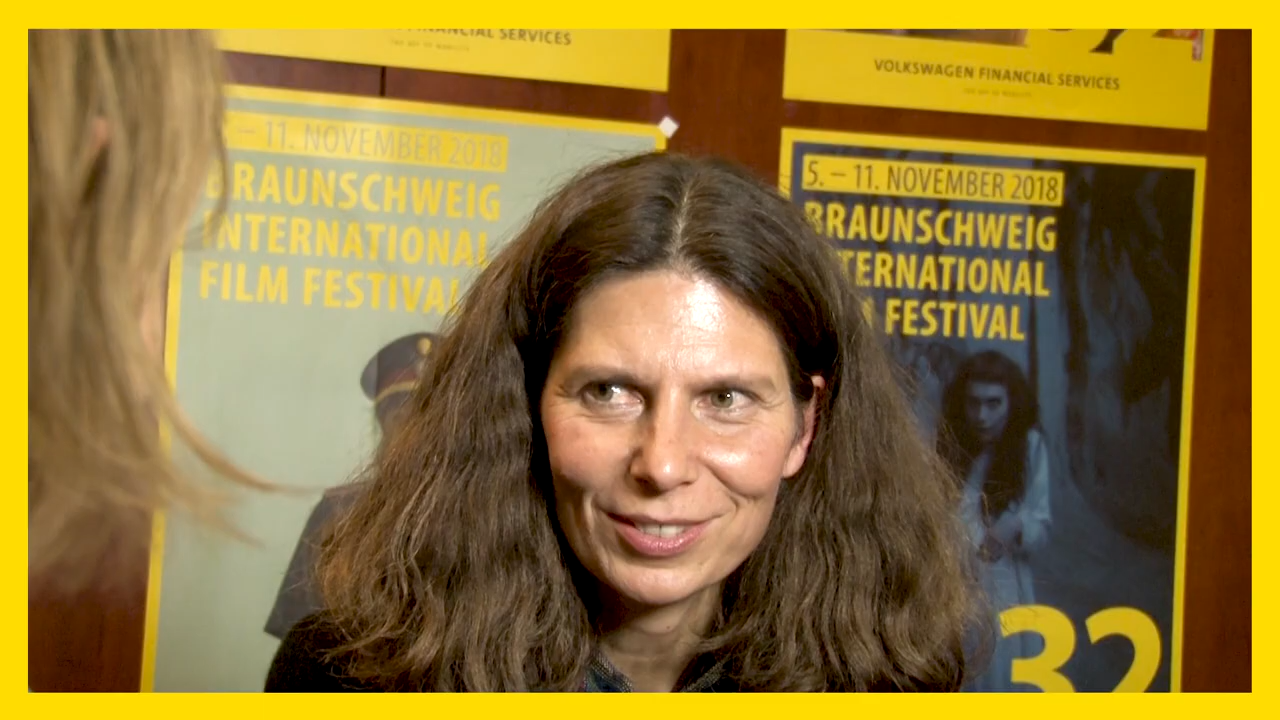 FINANCIAL SERVICES
VOLKSWAGEN FINANCIAL SERVICES
– 11. NOVEMBER 2018
BRAUNSCHWEIG
INTERNATIONAL
FILM FESTIVAL
5. – 11. NOVEMBER 2018
BRAUNSCHWEIG
INTERNATIONAL
FESTIVAL
32